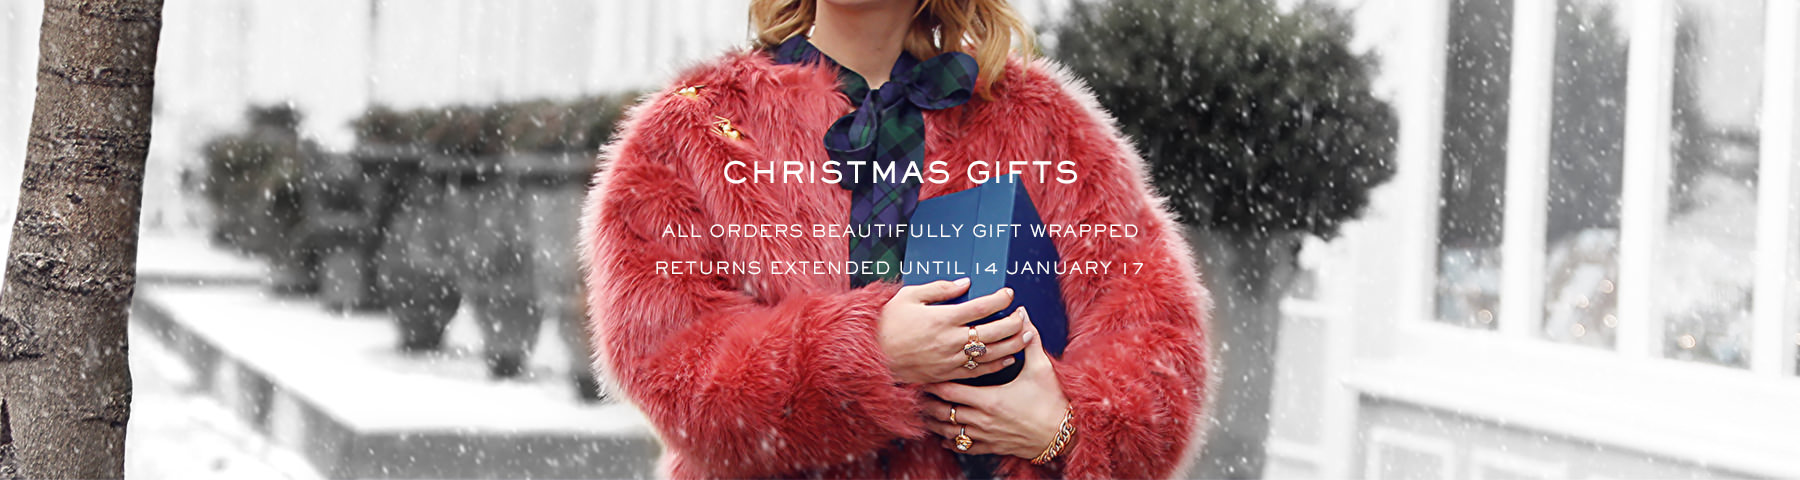 CHRISTMAS GIFTS
ALL ORDERS BEAUTIFULLY GIFT WRAPPED
RETURNS EXTENDED UNTIL 14 JANUARY 17